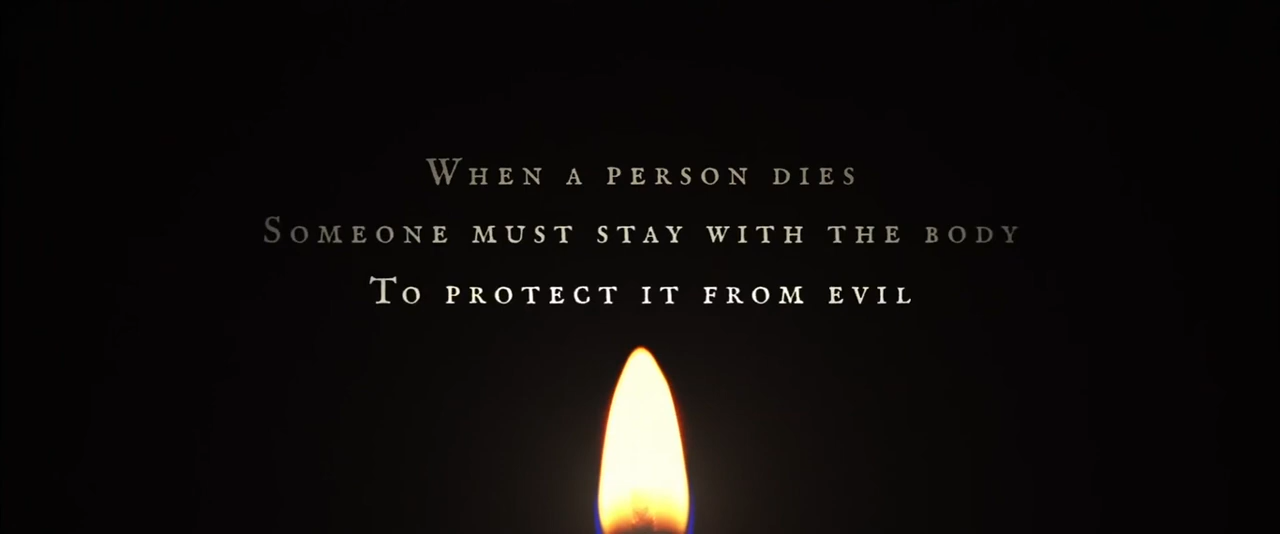 When a person dies
Someone must stay with the body
To protect it from evil